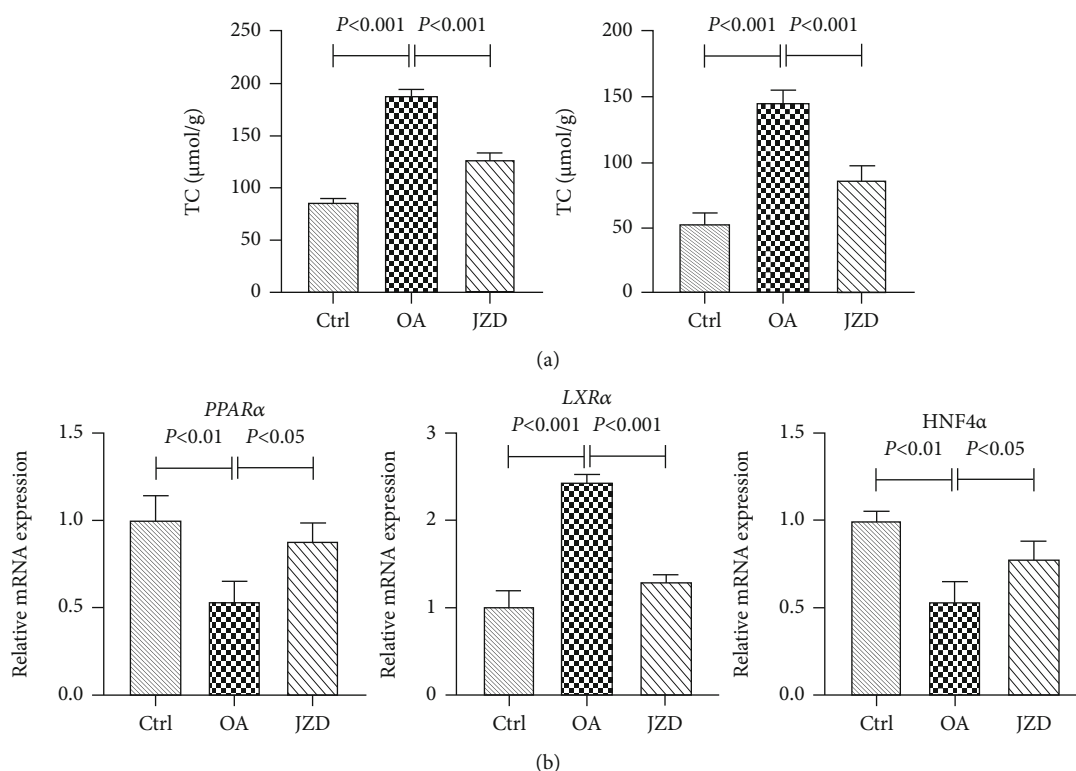 P<0.001 P<0.001
250
200
150
100
50
0
TC (μmol/g)
Ctrl OA JZD
P<0.001 P<0.001
200
150
100
50
0
TC (μmol/g)
Ctrl OA JZD
(a)
PPARα
P<0.01 P<0.05
1.5
1.0
0.5
0.0
Relative mRNA expression
Ctrl OA JZD
LXRα
P<0.001 P<0.001
3
2
1
0
Relative mRNA expression
Ctrl OA JZD
HNF4α
P<0.01 P<0.05
1.5
1.0
0.5
0.0
Relative mRNA expression
Ctrl OA JZD
(b)